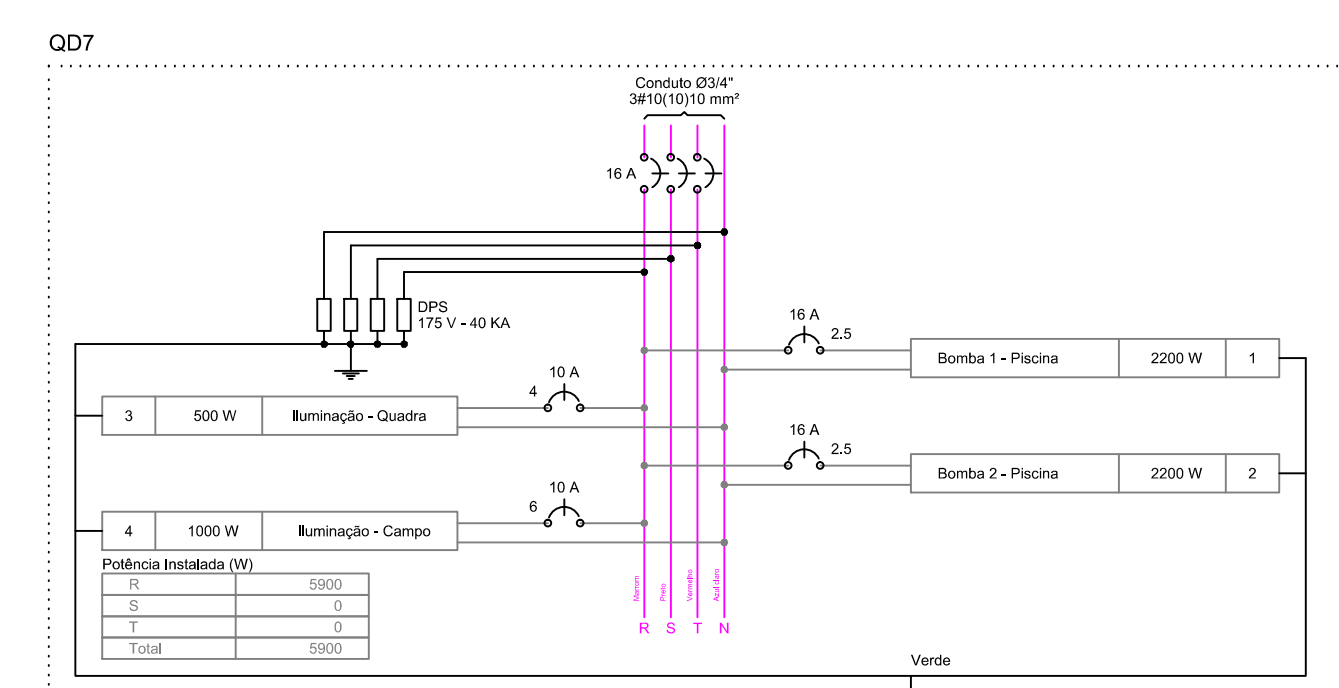 QD7
Conduto Ø3/4"
3#10(10)10 mm²
16 A
DPS
175 V - 40 KA
16 A
2.5
Bomba 1 - Piscina 2200 W 1
10 A
4
3 500 W Iluminação - Quadra
16 A
2.5
Bomba 2 - Piscina 2200 W 2
10 A
6
4 1000 W Iluminação - Campo
Potência Instalada (W)
R 5900
S 0
T 0
Total 5900
Marrom
Preto
Vermelho
Azul claro
R S T N
Verde